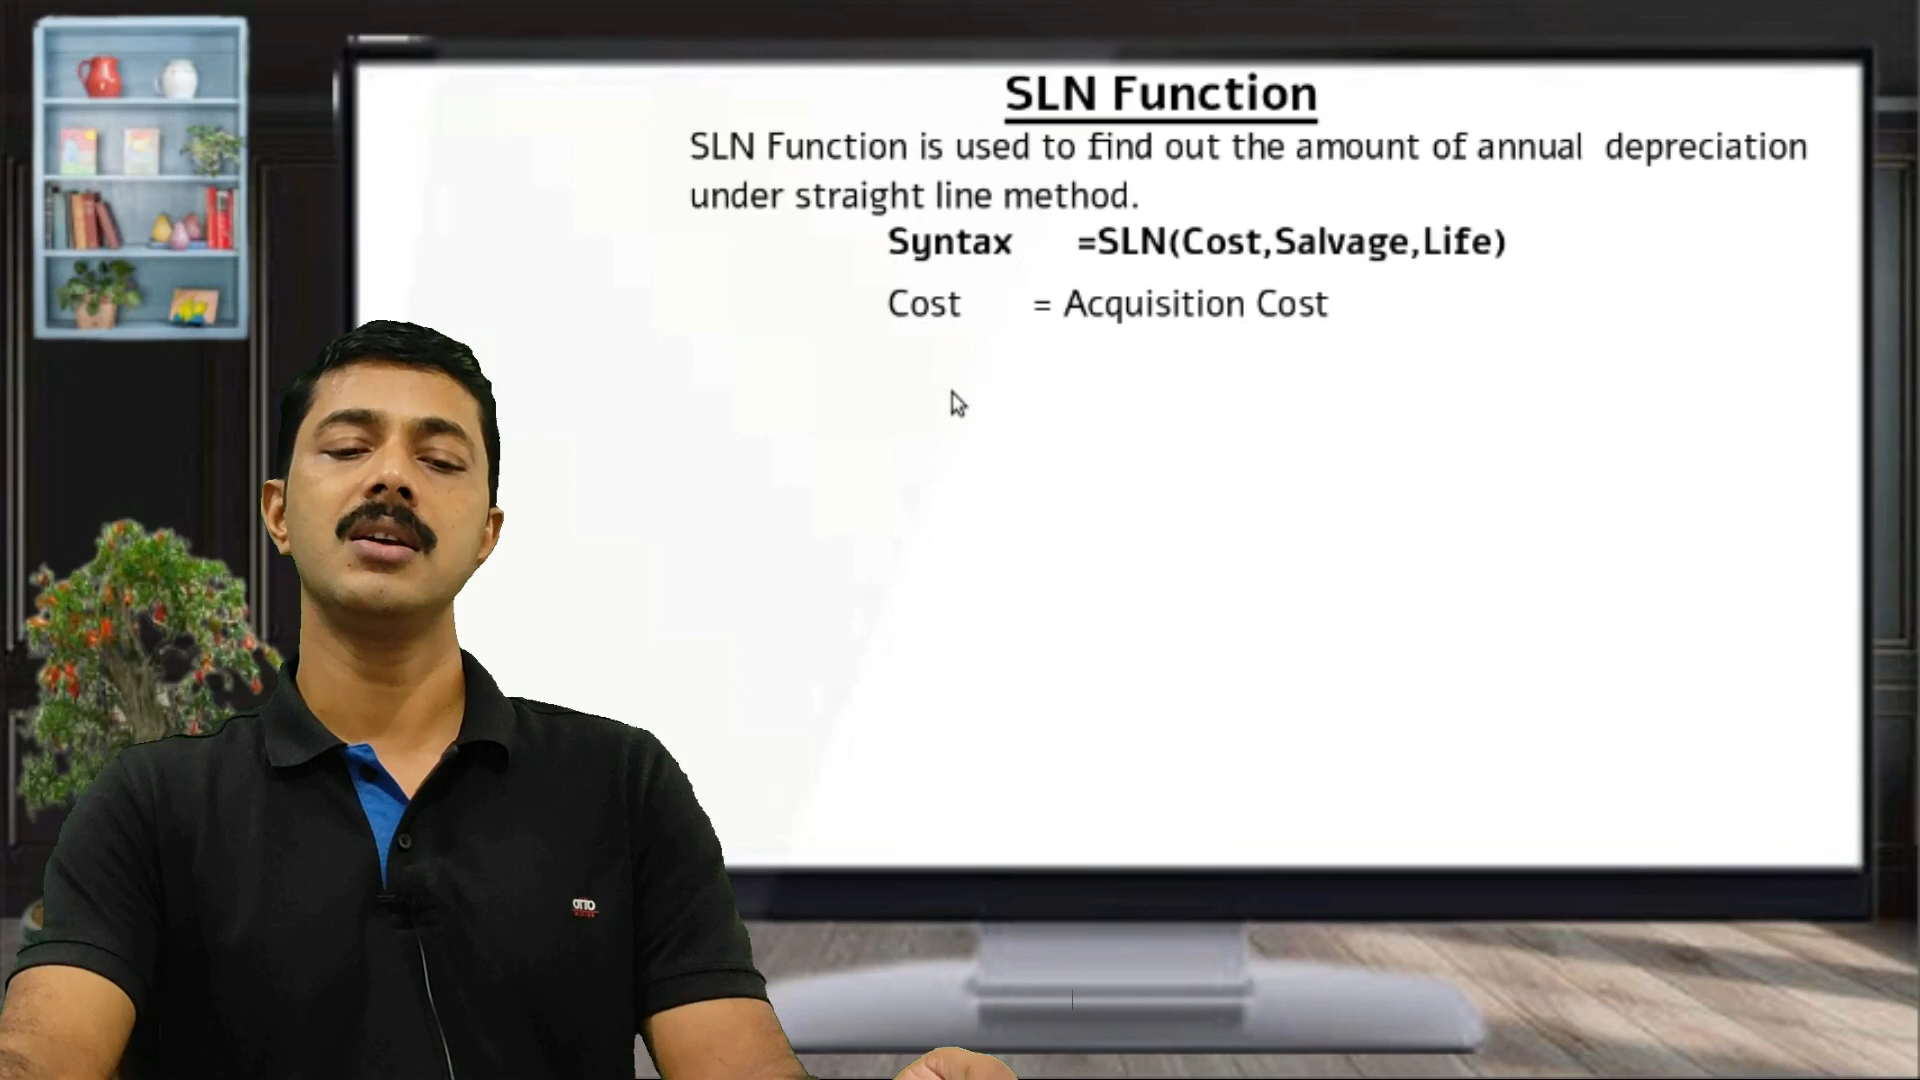 SLN Function
SLN Function is used to find out the amount of annual depreciation
under straight line method.
Syntax =SLN(Cost,Salvage,Life)
Cost = Acquisition Cost
OTTO